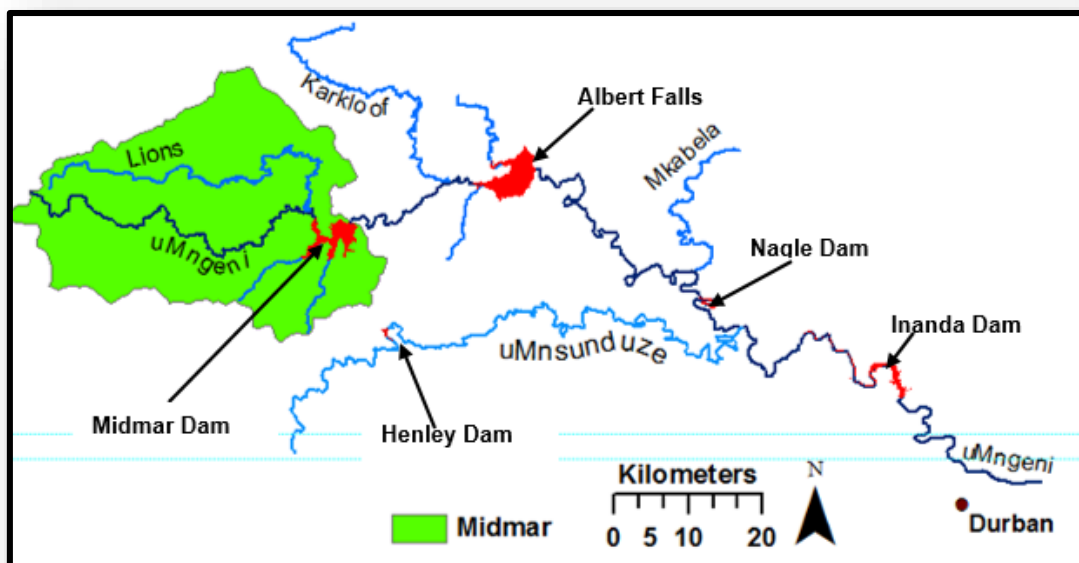 Karkloof
Albert Falls
Lions
Mkabela
uMngeni
Nagle Dam
Inanda Dam
uMnsunduze
Midmar Dam
Henley Dam
uMngeni
Kilometers
N
Midmar
0 5 10 20
Durban